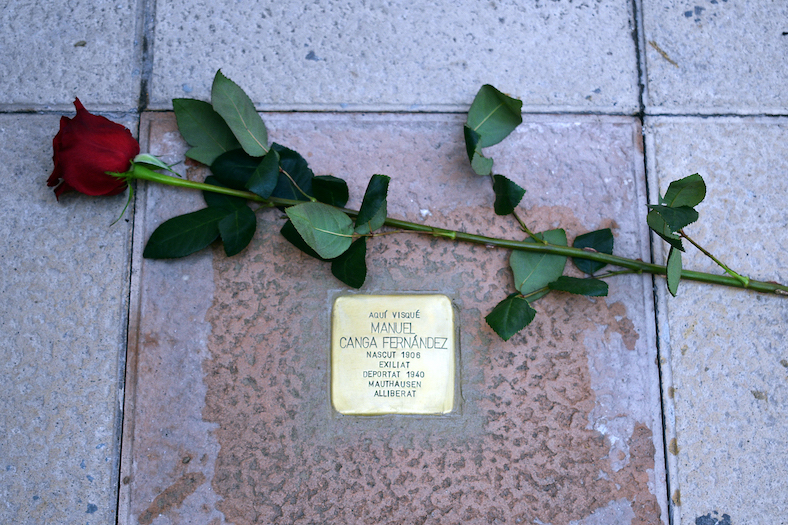 AQUÍ VISQUÉ
MANUEL
CANGA FERNÁNDEZ
NASCUT 1906
EXILIAT
DEPORTAT 1940
MAUTHAUSEN
ALLIBERAT